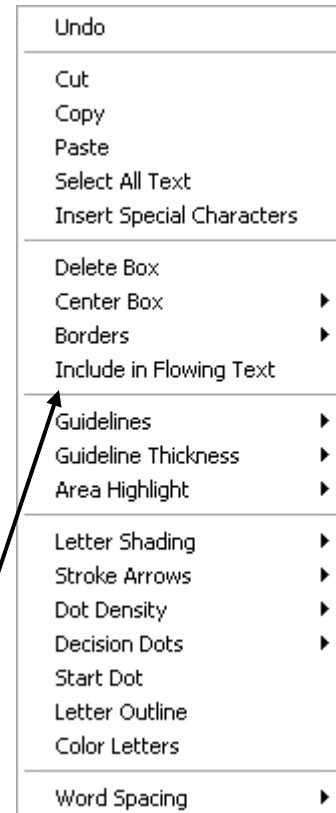 Undo
Cut
Copy
Paste
Select All Text
Insert Special Characters
Delete Box
Center Box
Borders
Include in Flowing Text
Guidelines
Guideline Thickness
Area Highlight
Letter Shading
Stroke Arrows
Dot Density
Decision Dots
Start Dot
Letter Outline
Color Letters
Word Spacing